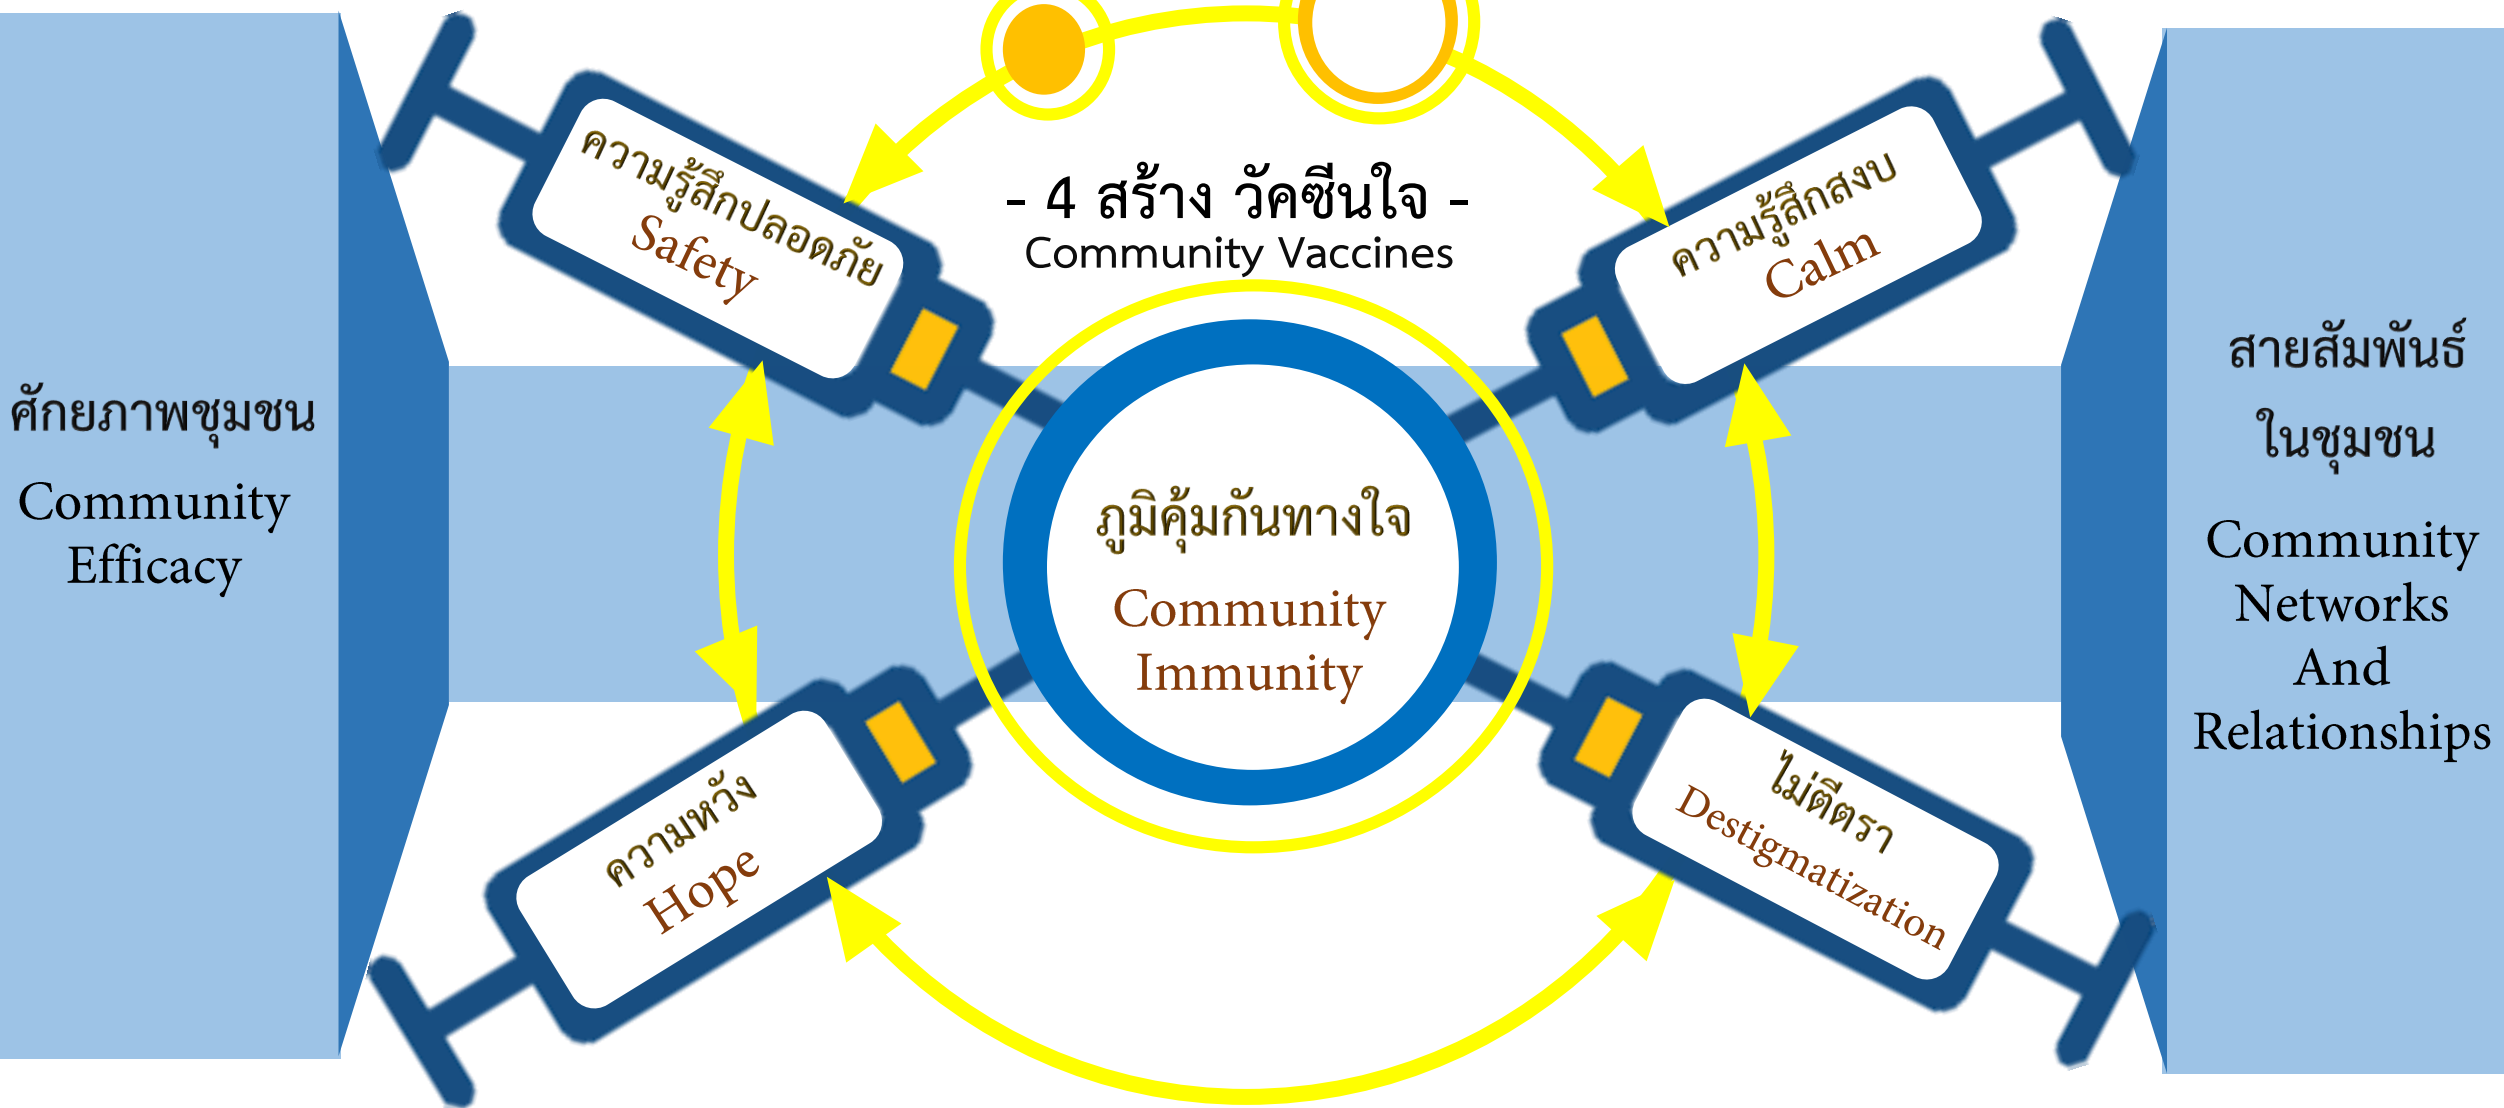 - 4 สร้าง วัคซีนใจ -
Community Vaccines
ความรู้สึกปลอดภัย
Safety
ความรู้สึกสงบ
Calm
ศักยภาพชุมชน
Community
Efficacy
ภูมิคุ้มกันทางใจ
Community
Immunity
สายสัมพันธ์
ในชุมชน
Community
Networks
And
Relationships
ความหวัง
Hope
ไม่ตีตรา
Destigmatization